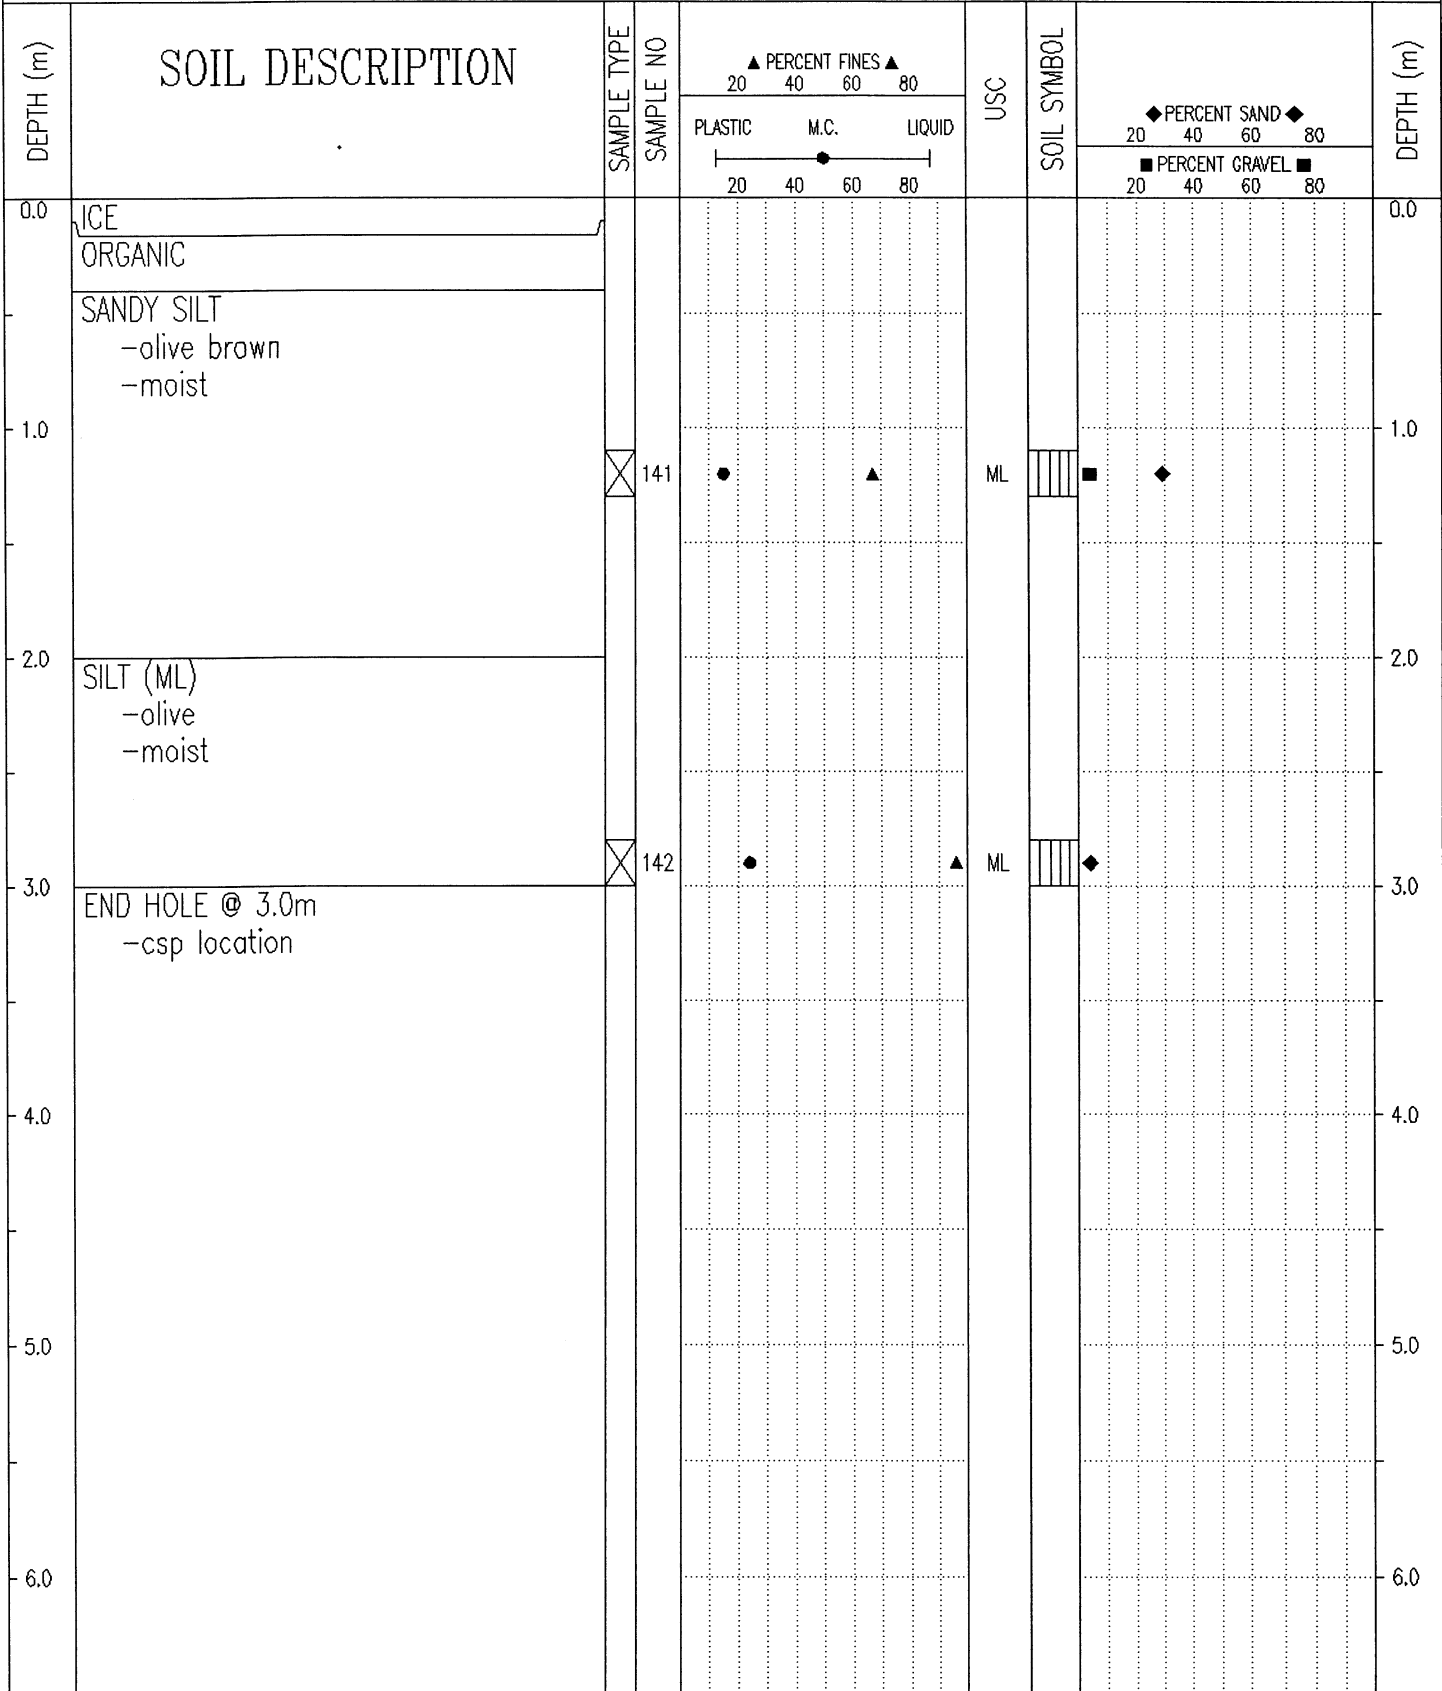 DEPTH (m)
SOIL DESCRIPTION
SAMPLE TYPE
SAMPLE NO
▲ PERCENT FINES ▲
20 40 60 80
PLASTIC M.C. LIQUID
20 40 60 80
USC
SOIL SYMBOL
◆ PERCENT SAND ◆
20 40 60 80
■ PERCENT GRAVEL ■
20 40 60 80
DEPTH (m)
0.0 0.0
ICE
ORGANIC
SANDY SILT
-olive brown
-moist
1.0 1.0
141 ML
2.0 2.0
SILT (ML)
-olive
-moist
142 ML
3.0 3.0
END HOLE @ 3.0m
-csp location
4.0 4.0
5.0 5.0
6.0 6.0